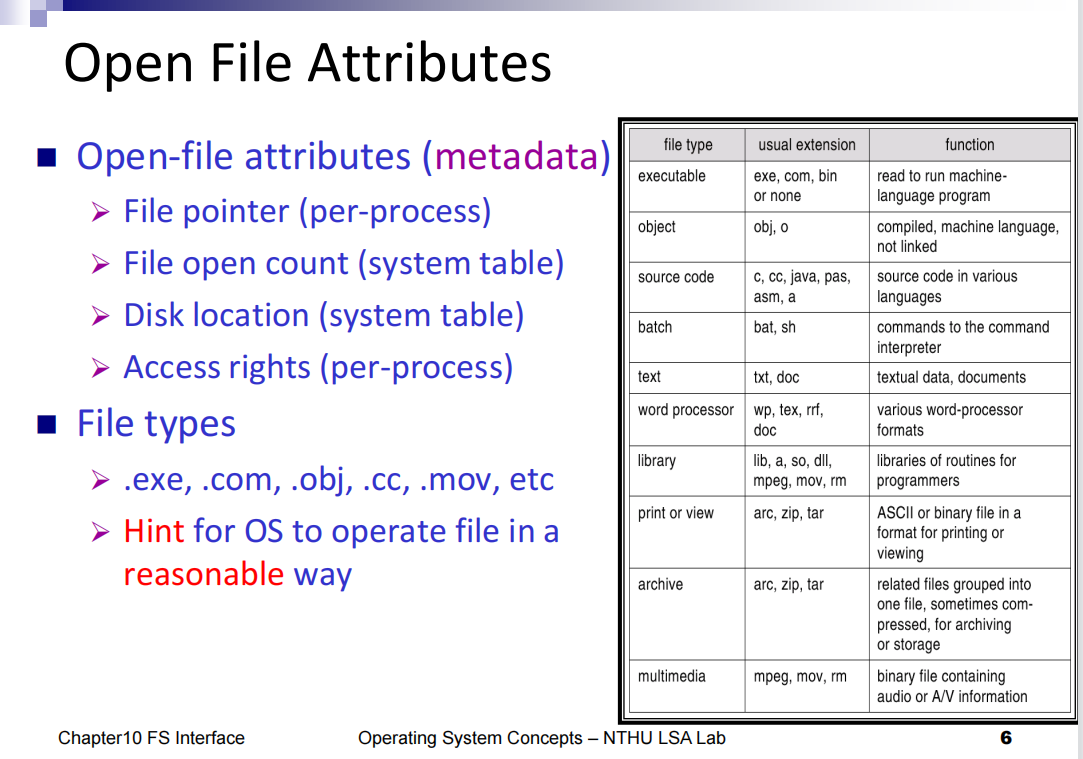 Open File Attributes
Open-file attributes (metadata)
File pointer (per-process)
File open count (system table)
Disk location (system table)
Access rights (per-process)
File types
.exe, .com, .obj, .cc, .mov, etc
Hint for OS to operate file in a
reasonable way
file type usual extension function
executable exe, com, bin read to run machine-
or none language program
object obj, o compiled, machine language,
not linked
source code c, cc, java, pas, source code in various
asm, a languages
batch bat, sh commands to the command
interpreter
text txt, doc textual data, documents
word processor wp, tex, rrf, various word-processor
doc formats
library lib, a, so, dll, libraries of routines for
mpeg, mov, rm programmers
print or view arc, zip, tar ASCII or binary file in a
format for printing or
viewing
archive arc, zip, tar related files grouped into
one file, sometimes com-
pressed, for archiving
or storage
multimedia mpeg, mov, rm binary file containing
audio or A/V information
Chapter10 FS Interface Operating System Concepts – NTHU LSA Lab 6